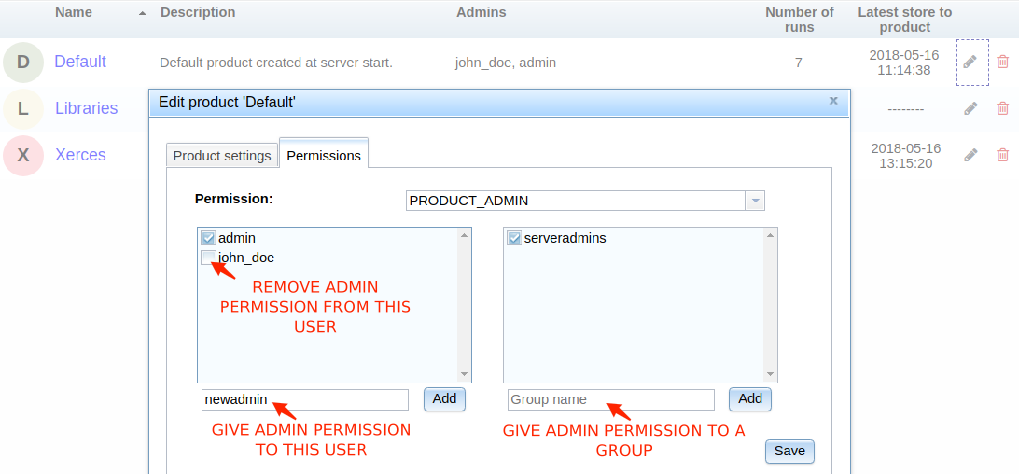 Name Description Admins Number of runs Latest store to product
D Default Default product created at server start. john_doc, admin 7 2018-05-16 11:14:38
L Libraries --------
X Xerces 2018-05-16 13:15:20
Edit product 'Default' x
Product settings Permissions
Permission: PRODUCT_ADMIN
admin
john_doc
serveradmins
REMOVE ADMIN
PERMISSION FROM THIS
USER
newadmin Add
Group name Add
GIVE ADMIN PERMISSION
TO THIS USER
GIVE ADMIN PERMISSION TO A
GROUP
Save